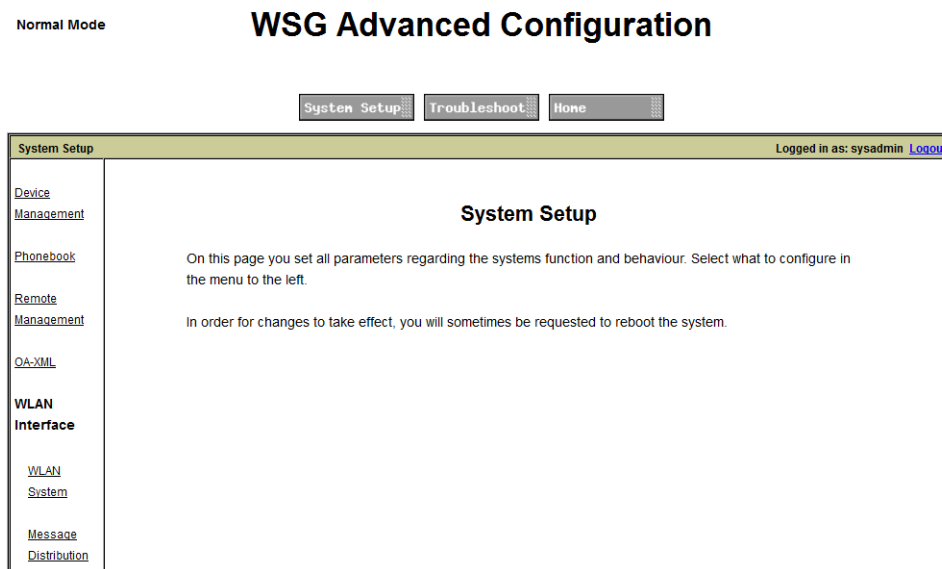 Normal Mode
WSG Advanced Configuration
System Setup
Troubleshoot
Home
System Setup
Logged in as: sysadmin Logou
Device
Management
Phonebook
Remote
Management
OA-XML
WLAN
Interface
WLAN
System
Message
Distribution
System Setup
On this page you set all parameters regarding the systems function and behaviour. Select what to configure in
the menu to the left.
In order for changes to take effect, you will sometimes be requested to reboot the system.